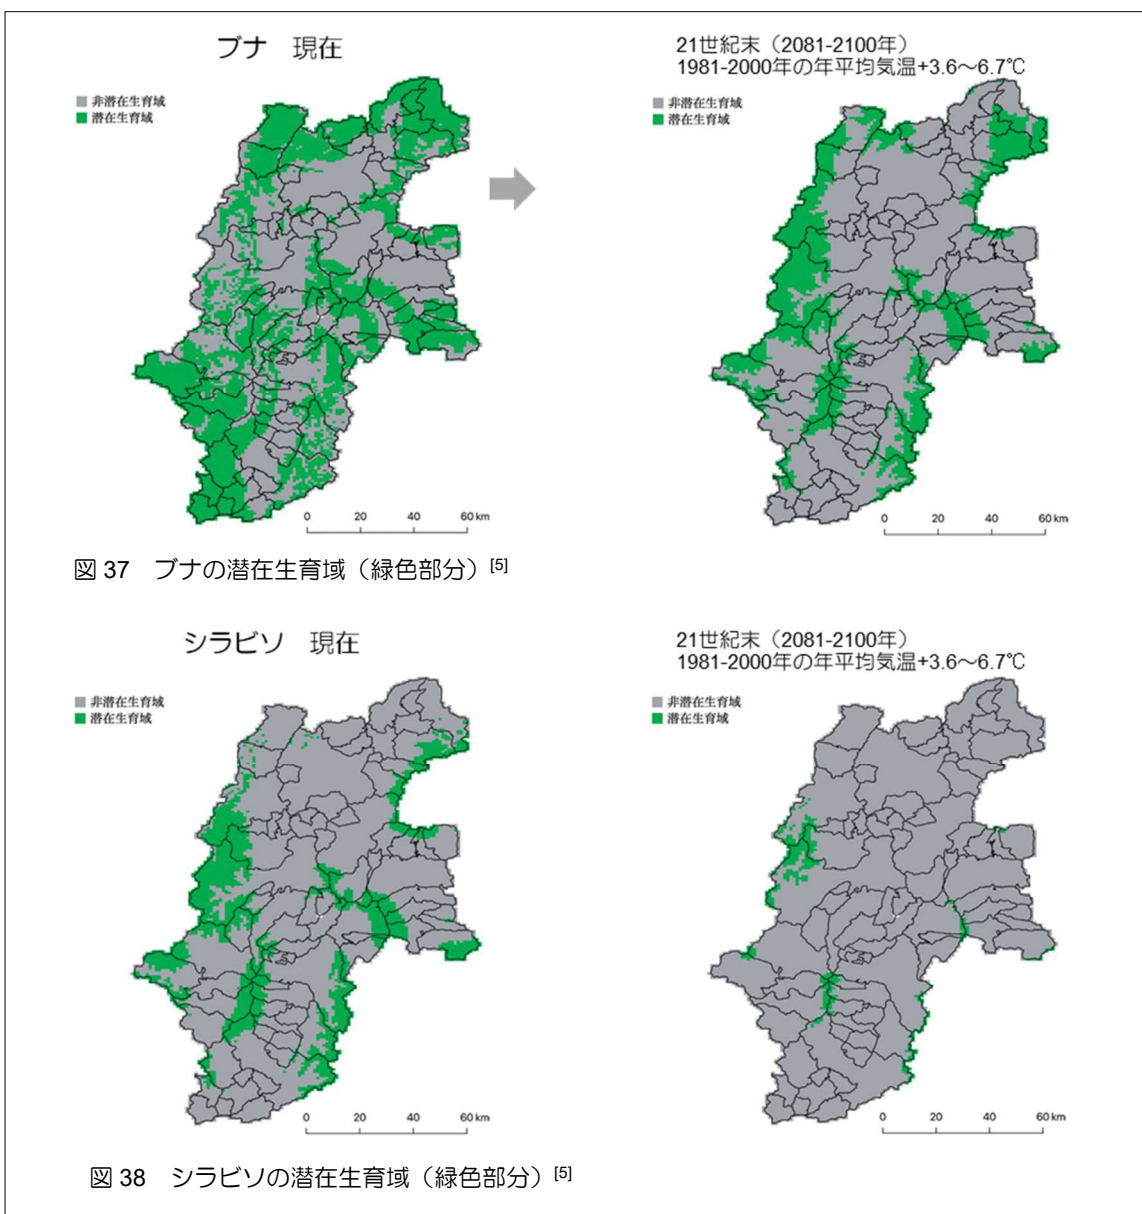 ブナ　現在
非潜在生育域
潜在生育域
0 20 40 60 km
21世紀末（2081-2100年）
1981-2000年の年平均気温+3.6～6.7℃
非潜在生育域
潜在生育域
0 20 40 60 km
図 37　ブナの潜在生育域（緑色部分）[5]
シラビソ　現在
非潜在生育域
潜在生育域
0 20 40 60 km
21世紀末（2081-2100年）
1981-2000年の年平均気温+3.6～6.7℃
非潜在生育域
潜在生育域
0 20 40 60 km
図 38　シラビソの潜在生育域（緑色部分）[5]